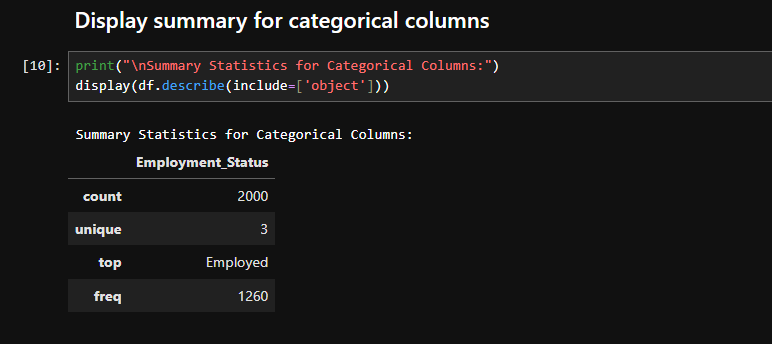 Display summary for categorical columns
[10]: print("\nSummary Statistics for Categorical Columns:")
display(df.describe(include=['object']))
Summary Statistics for Categorical Columns:
Employment_Status
count 2000
unique 3
top Employed
freq 1260